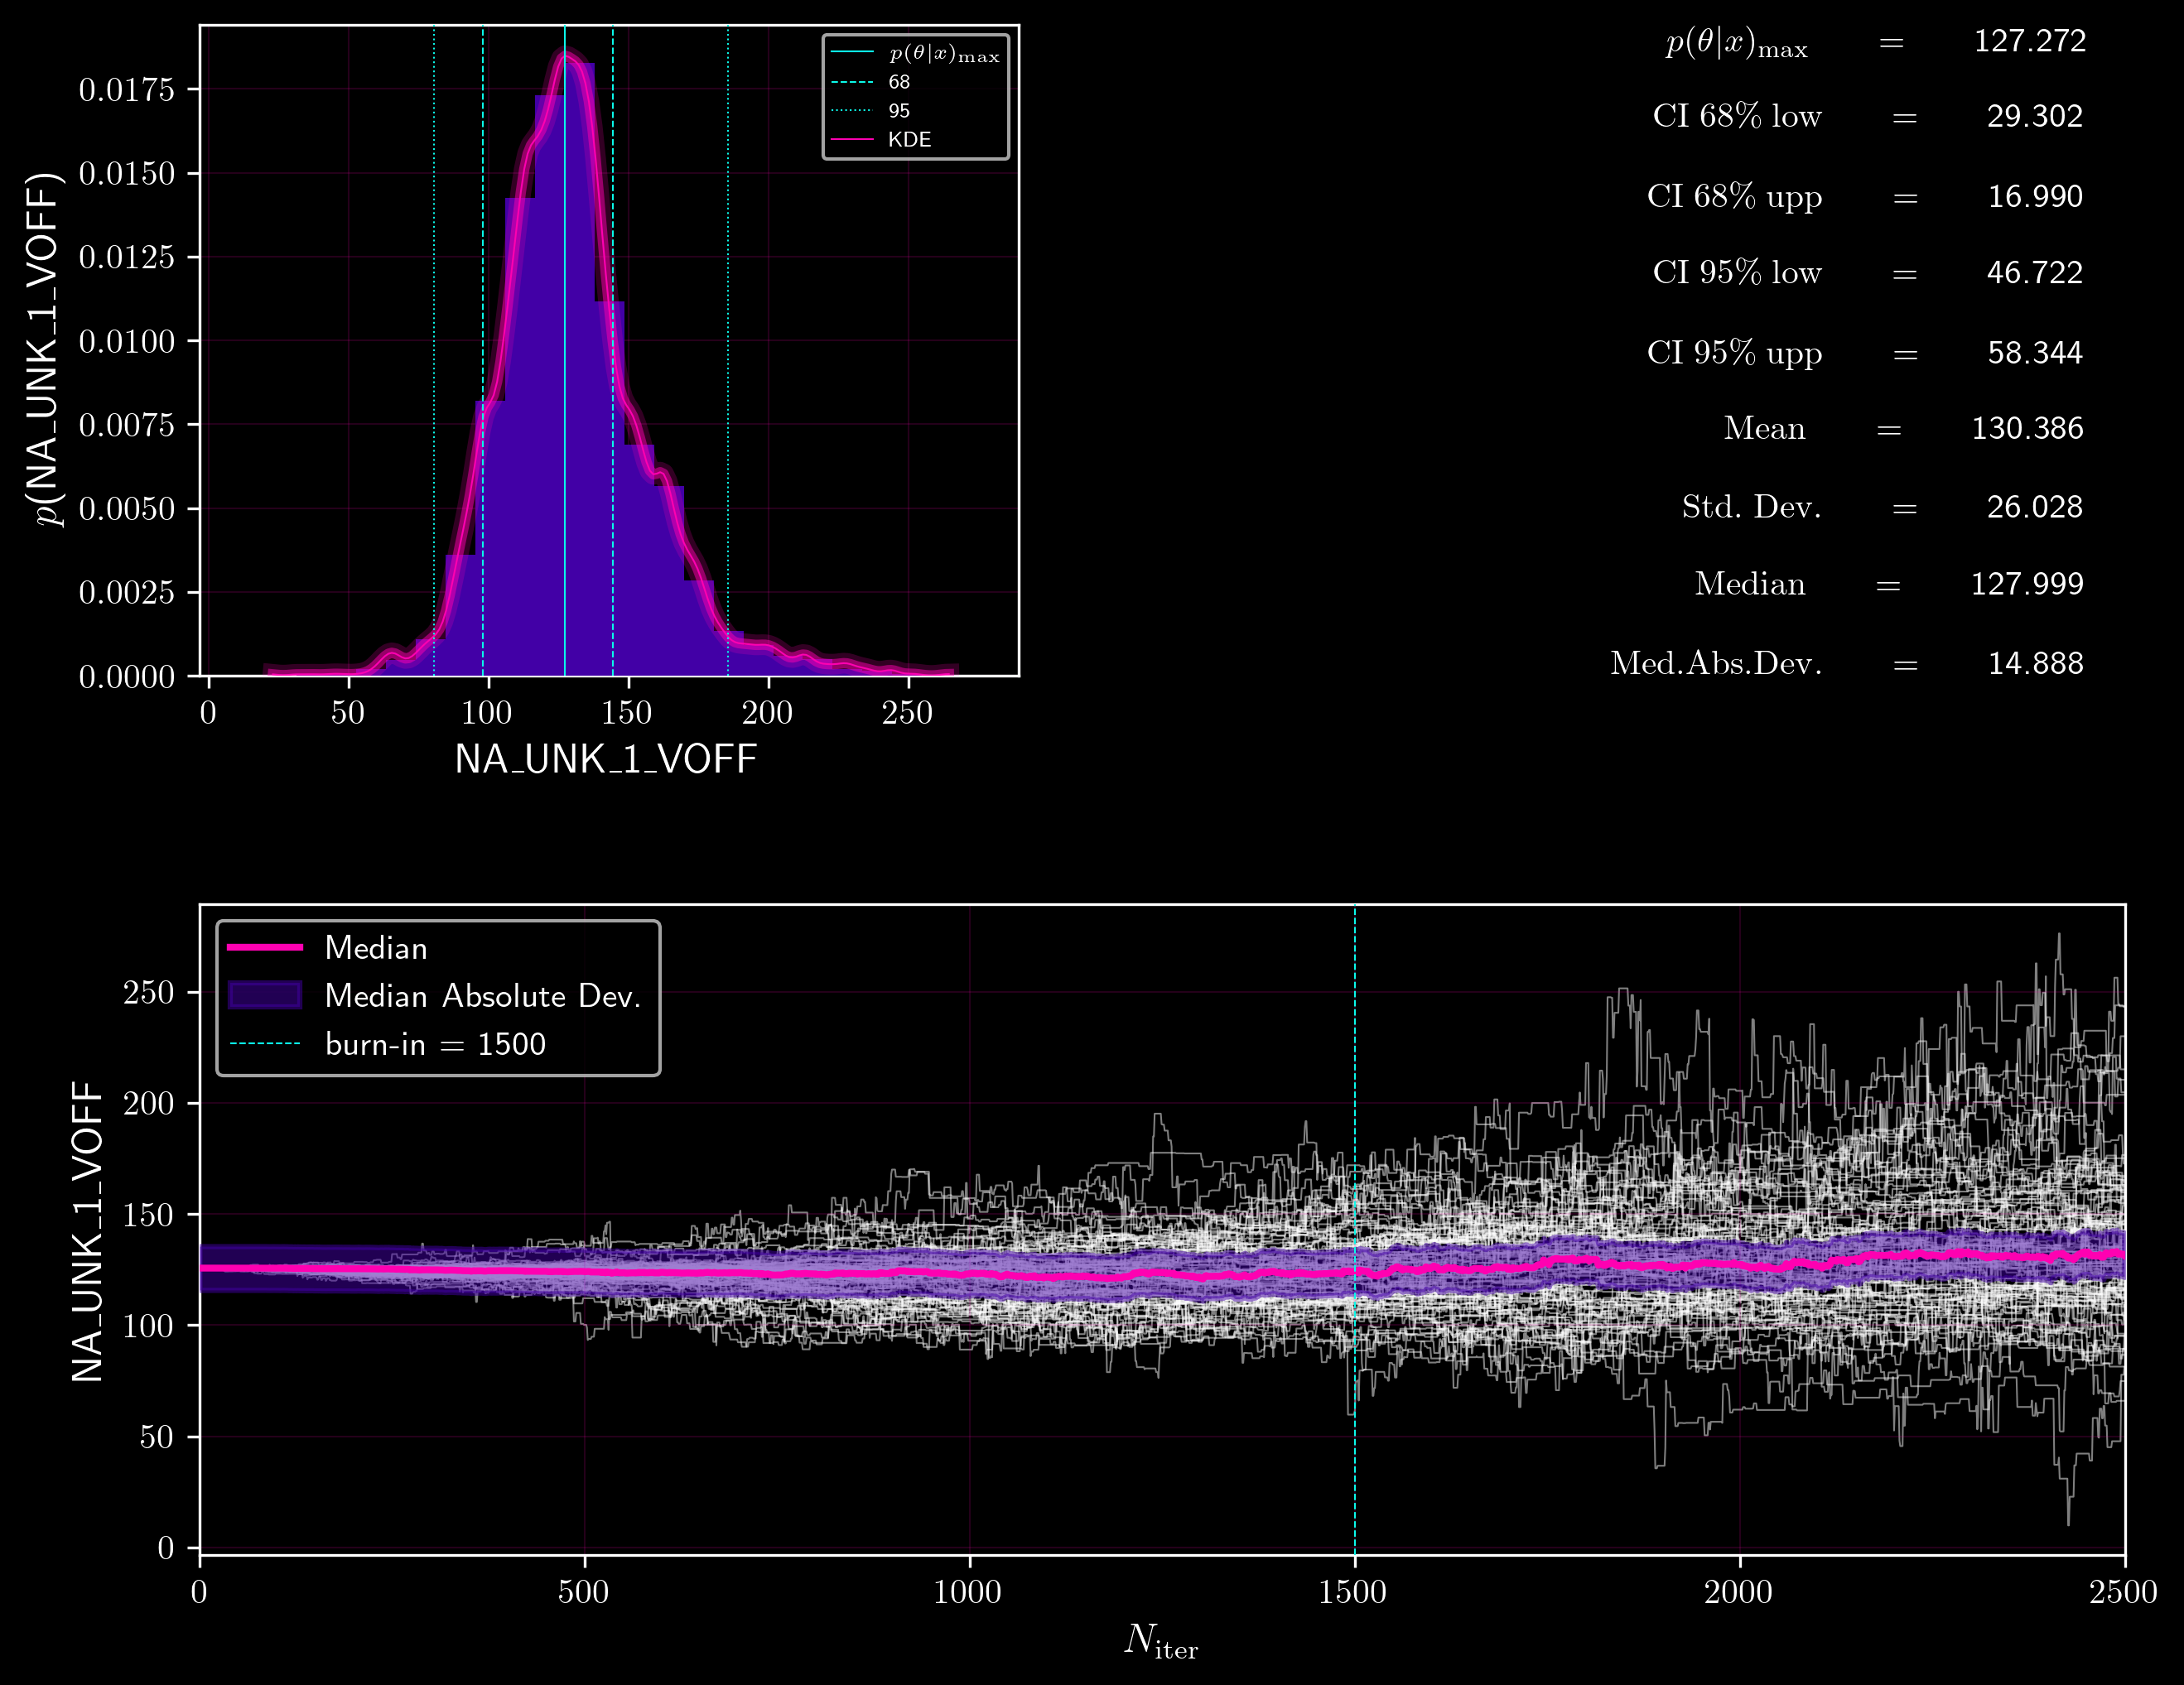 p(NA_UNK_1_VOFF)
0.0175
0.0150
0.0125
0.0100
0.0075
0.0050
0.0025
0.0000
0 50 100 150 200 250
NA_UNK_1_VOFF
p(θ|x)max
68
95
KDE
p(θ|x)max = 127.272
CI 68% low = 29.302
CI 68% upp = 16.990
CI 95% low = 46.722
CI 95% upp = 58.344
Mean = 130.386
Std. Dev. = 26.028
Median = 127.999
Med.Abs.Dev. = 14.888
NA_UNK_1_VOFF
250
200
150
100
50
0
Median
Median Absolute Dev.
burn-in = 1500
0 500 1000 1500 2000 2500
Niter